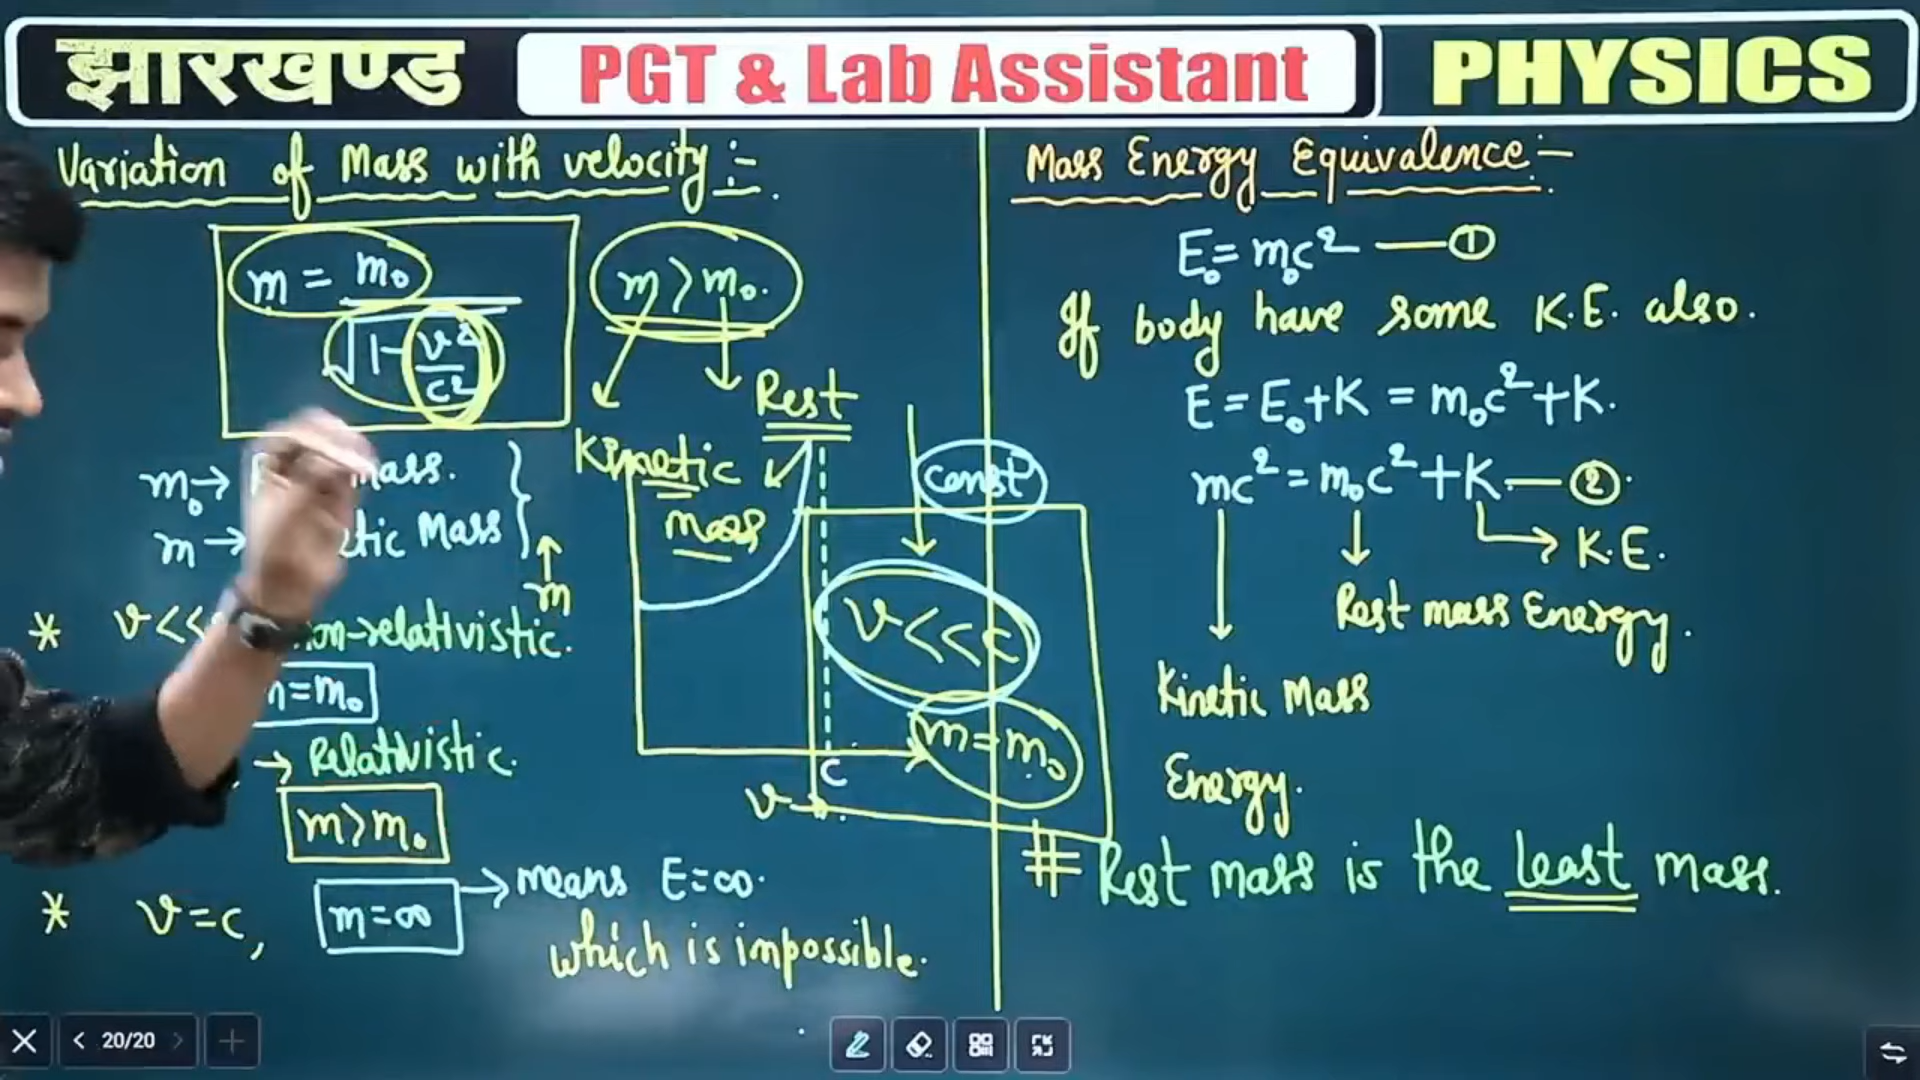 झारखण्ड PGT & Lab Assistant PHYSICS
Variation of Mass with velocity :-
m = m₀ / √1 - v²/c²
m > m₀.
Rest
Kinetic
mass
m₀ → mass.
m → etic Mass
m
const
* v << on-relativistic.
m = m₀
v << c
m = m₀
→ Relativistic.
m > m₀
c
v →
* v = c, m = ∞ → means E = ∞.
which is impossible.
Mass Energy Equivalence :-
E₀ = m₀c² — ①
If body have some K.E. also.
E = E₀ + K = m₀c² + K.
mc² = m₀c² + K — ②.
K.E.
Rest mass Energy.
Kinetic Mass
Energy.
# Rest mass is the least mass.
20/20